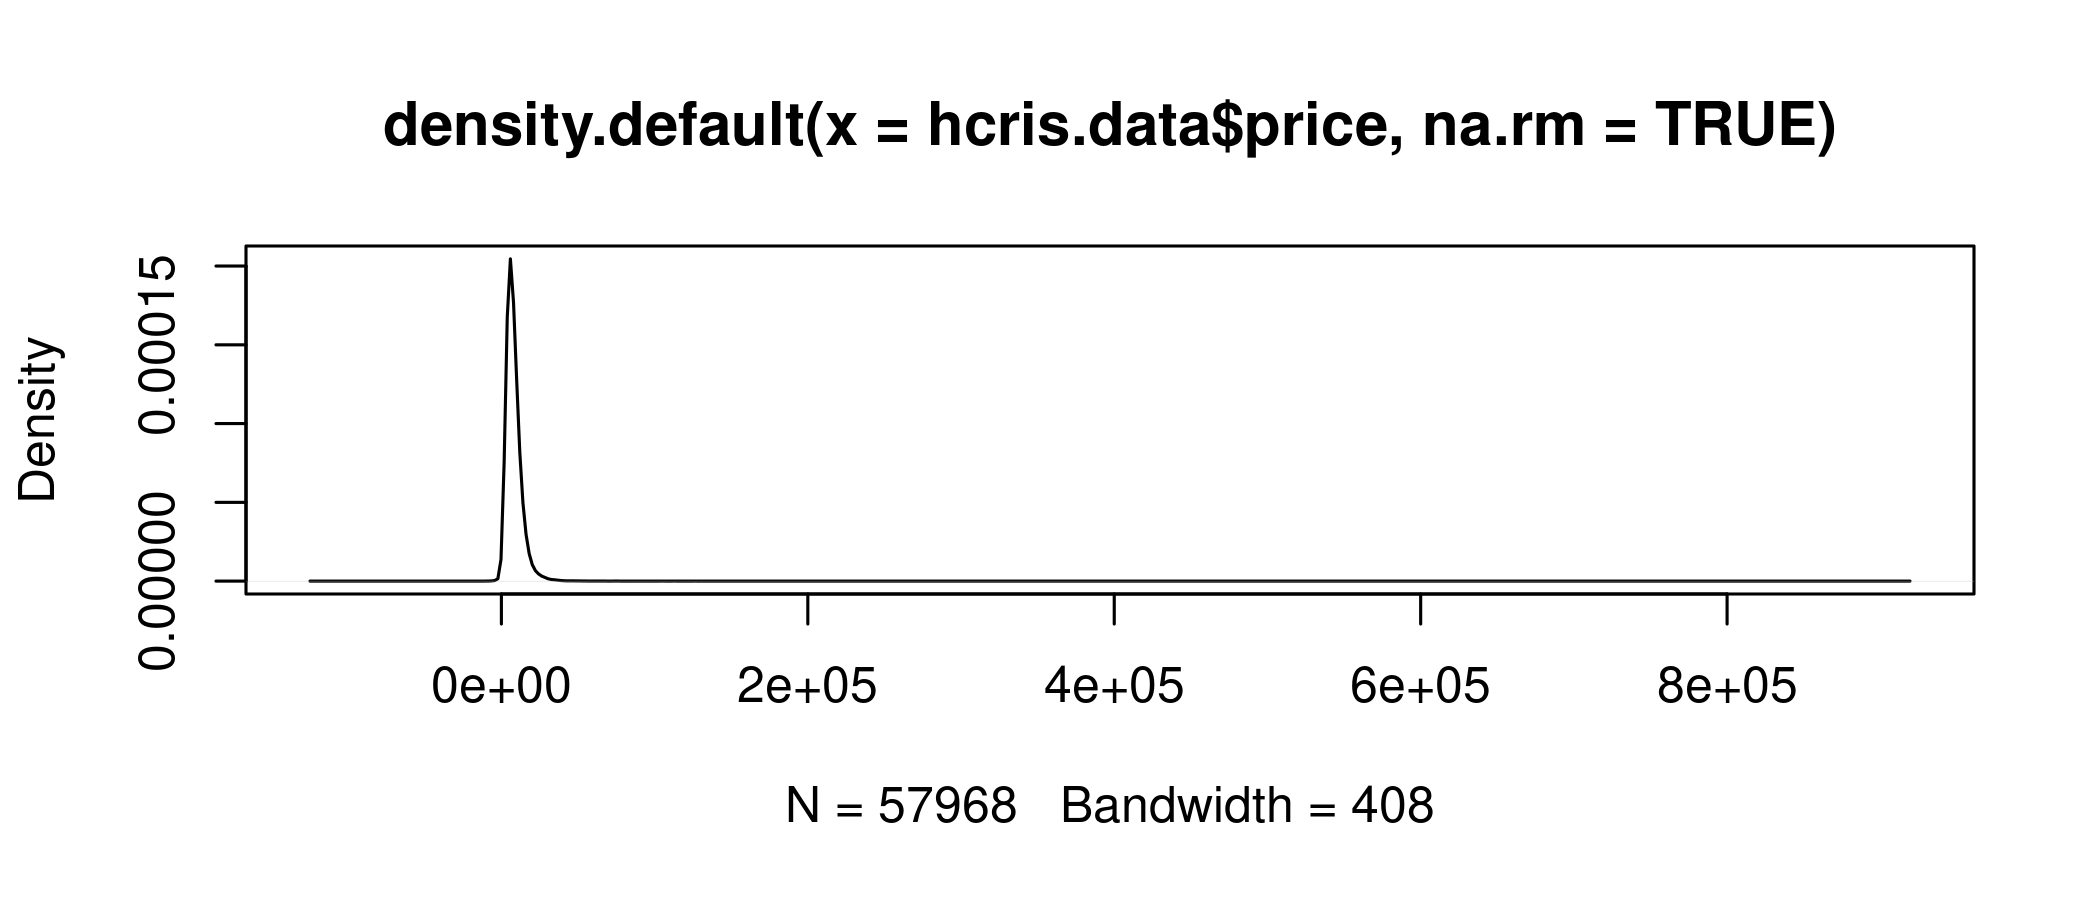 density.default(x = hcris.data$price, na.rm = TRUE)
Density
0.00015
0.00000
0e+00 2e+05 4e+05 6e+05 8e+05
N = 57968 Bandwidth = 408